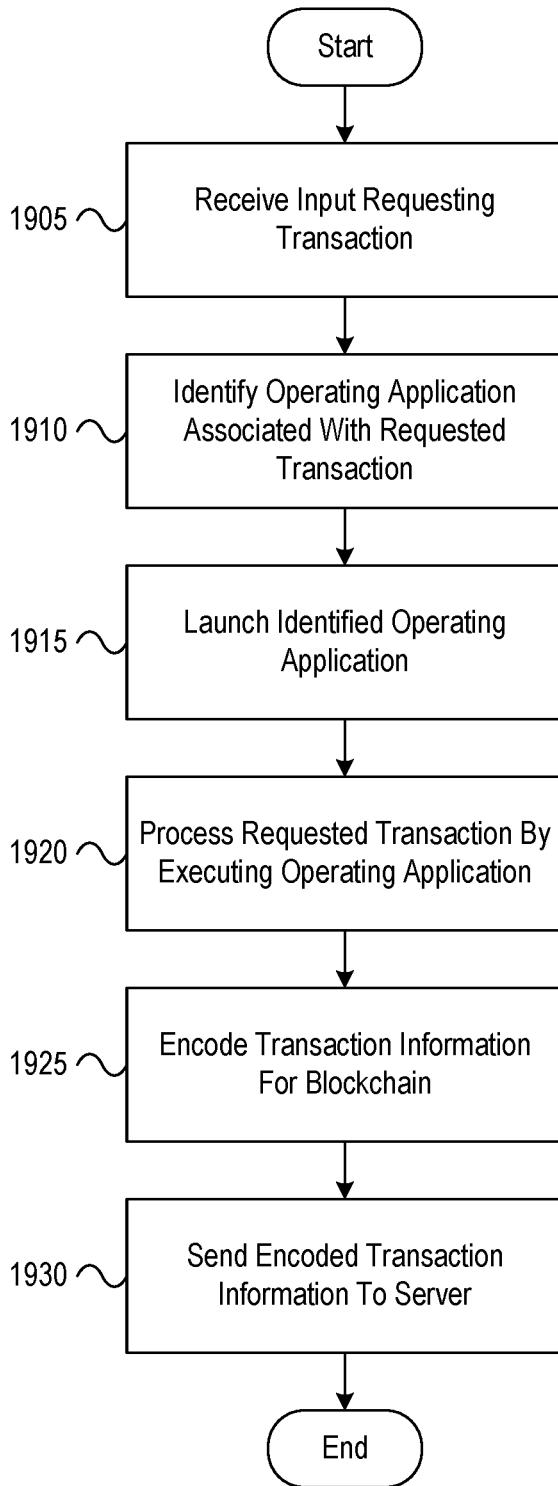 Start
1905
Receive Input Requesting
Transaction
1910
Identify Operating Application
Associated With Requested
Transaction
1915
Launch Identified Operating
Application
1920
Process Requested Transaction By
Executing Operating Application
1925
Encode Transaction Information
For Blockchain
1930
Send Encoded Transaction
Information To Server
End